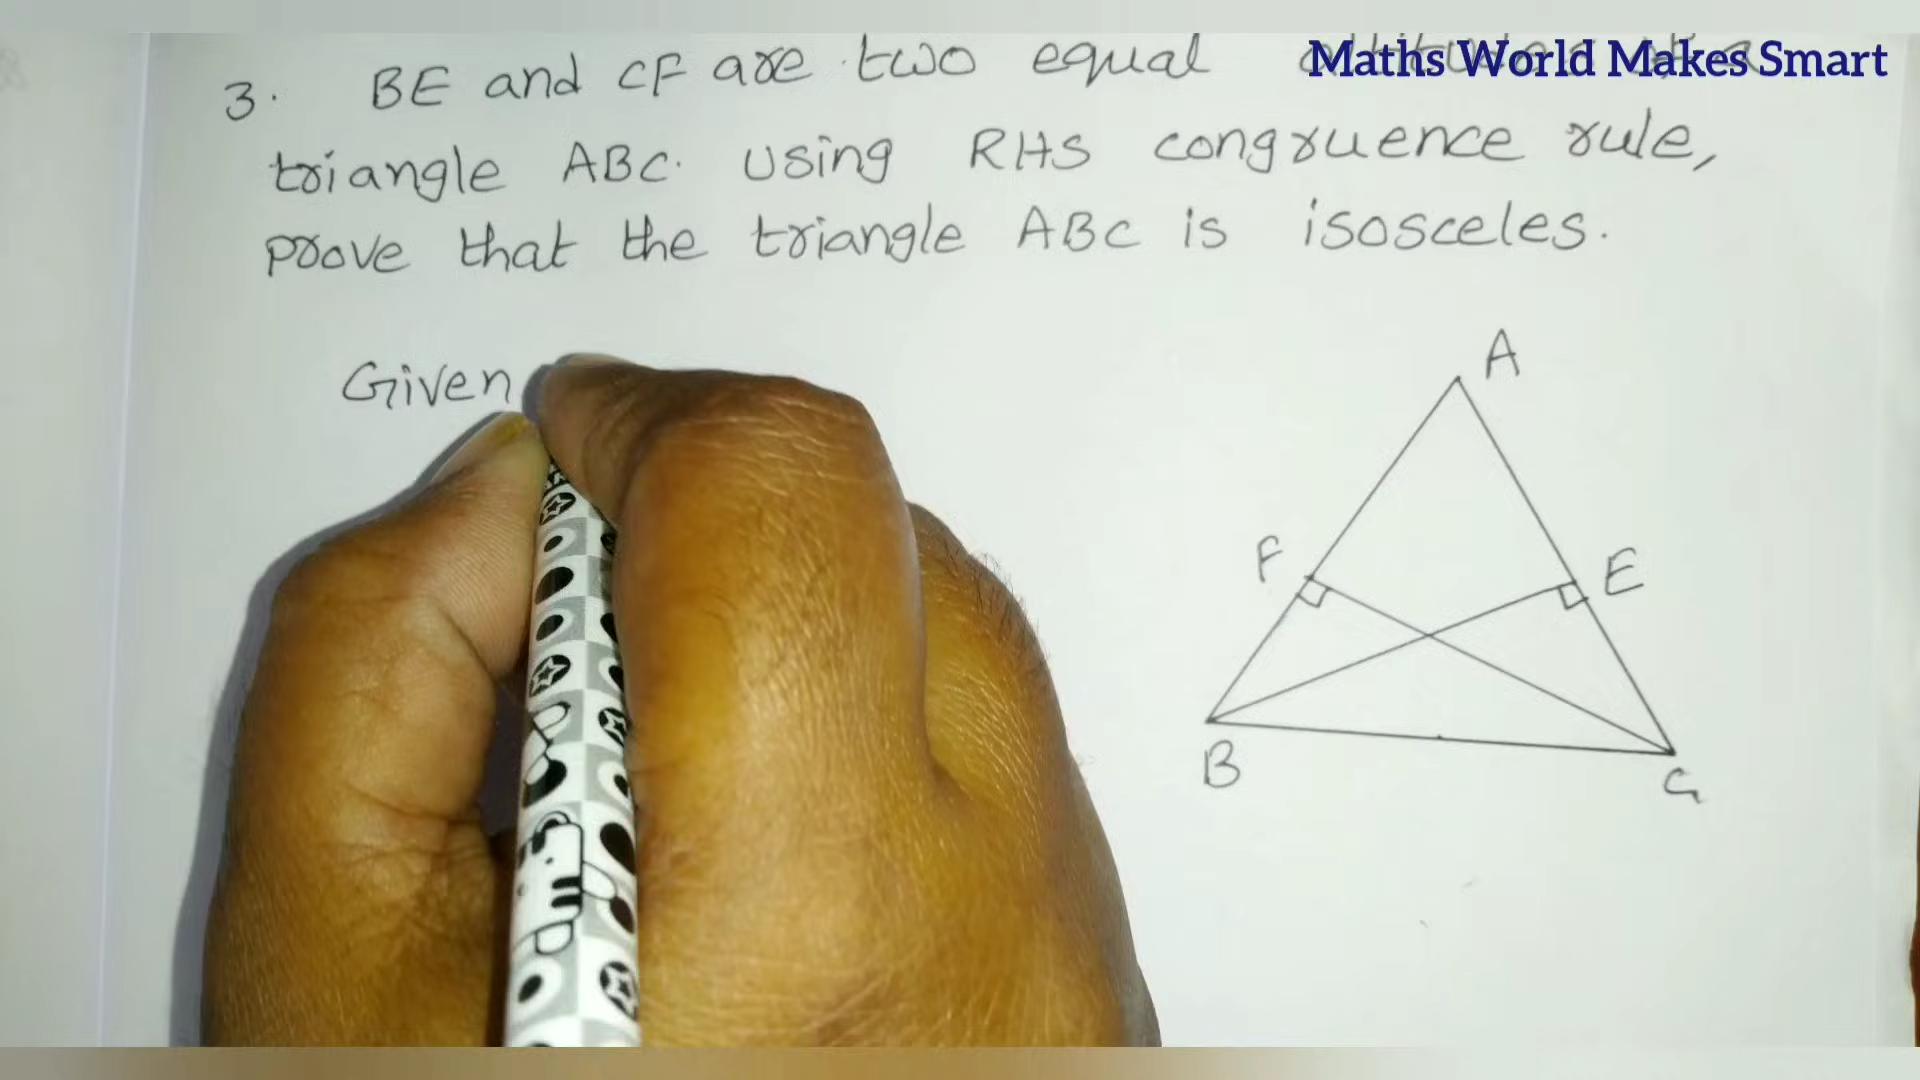 Maths World Makes Smart
3. BE and CF are two equal
triangle ABC. Using RHS congruence rule,
prove that the triangle ABC is isosceles.
Given
A
F
E
B
C